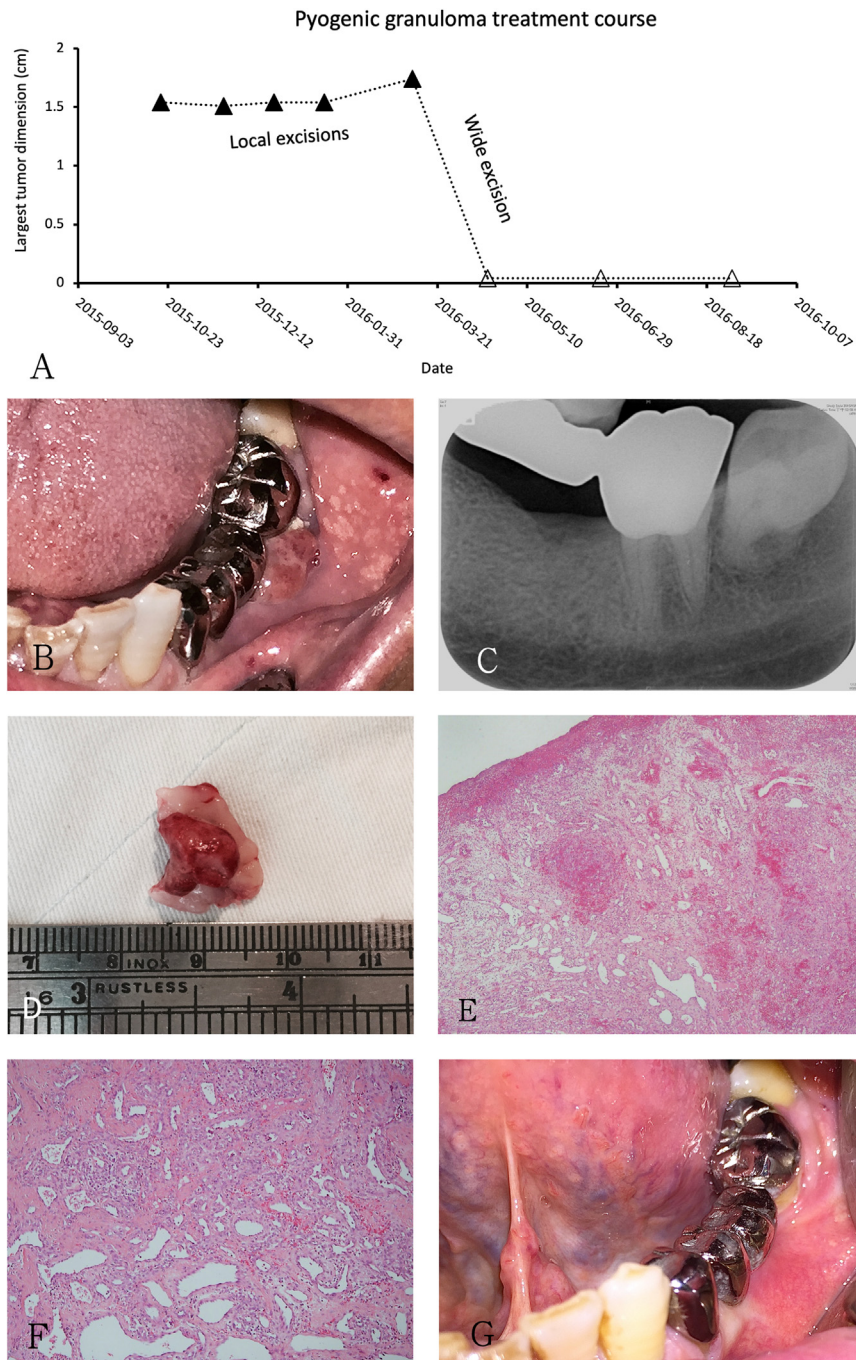 Pyogenic granuloma treatment course
Largest tumor dimension (cm)
2
1.5
1
0.5
0
Local excisions
Wide excision
2015-09-03
2015-10-23
2015-12-12
2016-01-31
2016-03-21
2016-05-10
2016-06-29
2016-08-18
2016-10-07
Date
A
B
C
7 8 INOX 9 10 11
3 RUSTLESS 4
D
E
F
G